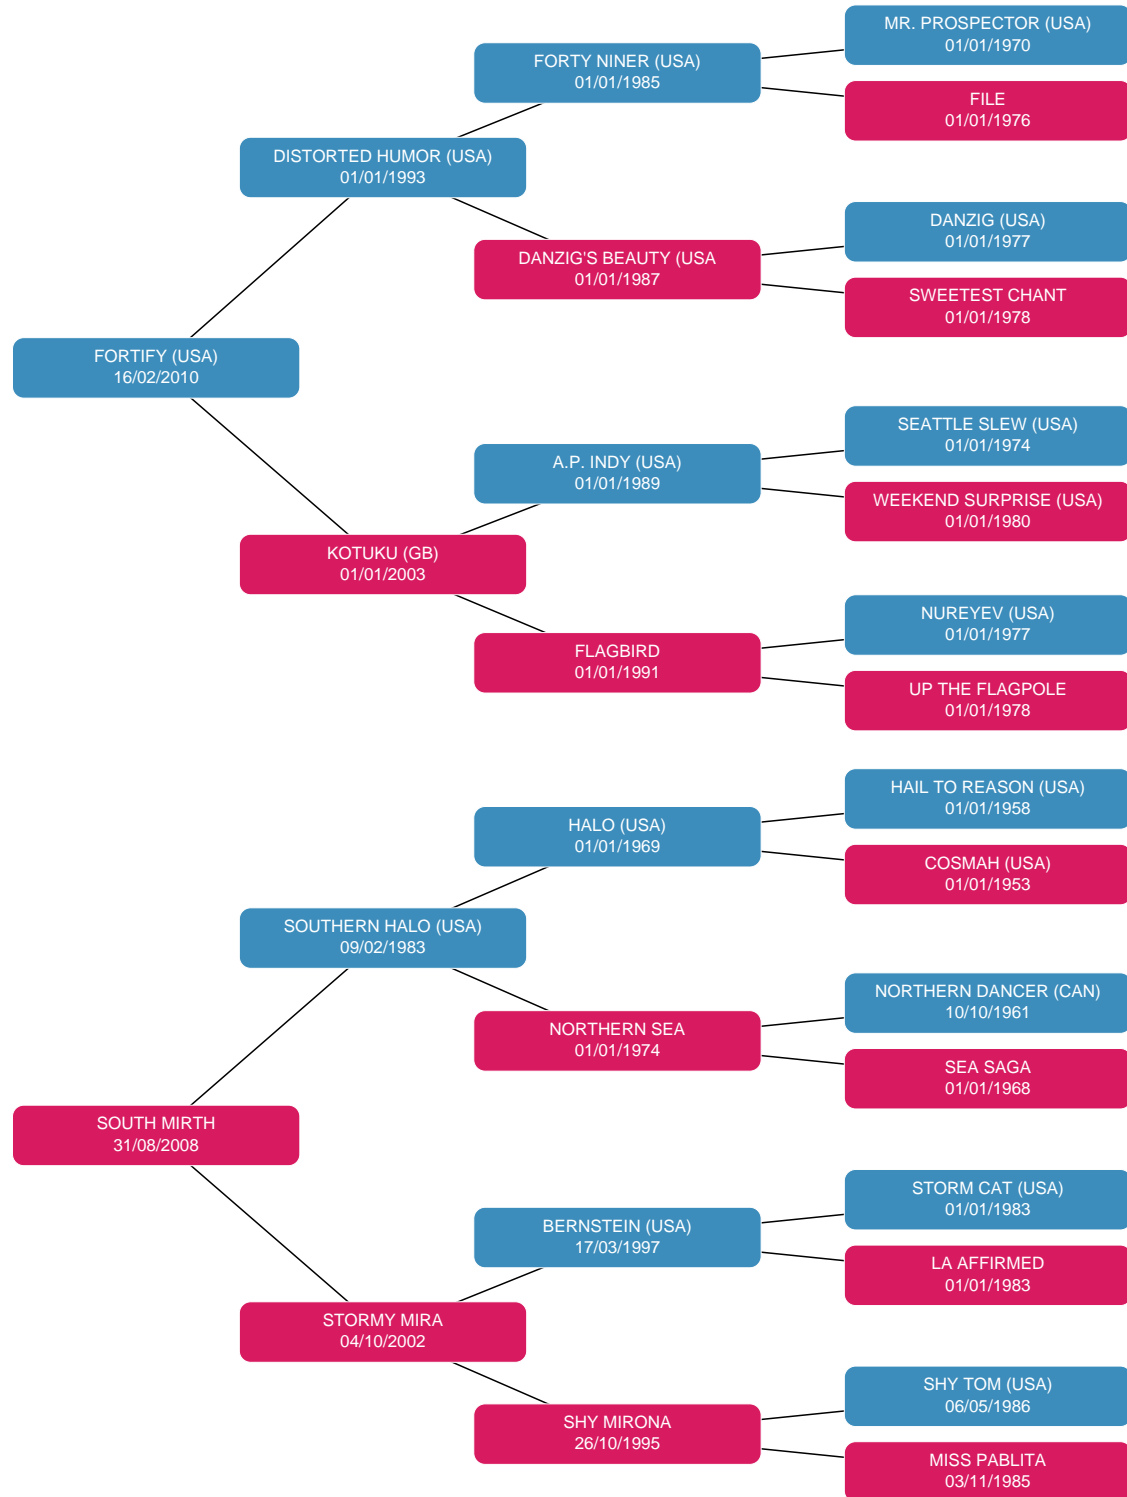 MR. PROSPECTOR (USA)
01/01/1970
FORTY NINER (USA)
01/01/1985
FILE
01/01/1976
DISTORTED HUMOR (USA)
01/01/1993
DANZIG (USA)
01/01/1977
DANZIG'S BEAUTY (USA
01/01/1987
SWEETEST CHANT
01/01/1978
FORTIFY (USA)
16/02/2010
SEATTLE SLEW (USA)
01/01/1974
A.P. INDY (USA)
01/01/1989
WEEKEND SURPRISE (USA)
01/01/1980
KOTUKU (GB)
01/01/2003
NUREYEV (USA)
01/01/1977
FLAGBIRD
01/01/1991
UP THE FLAGPOLE
01/01/1978
HAIL TO REASON (USA)
01/01/1958
HALO (USA)
01/01/1969
COSMAH (USA)
01/01/1953
SOUTHERN HALO (USA)
09/02/1983
NORTHERN DANCER (CAN)
10/10/1961
NORTHERN SEA
01/01/1974
SEA SAGA
01/01/1968
SOUTH MIRTH
31/08/2008
STORM CAT (USA)
01/01/1983
BERNSTEIN (USA)
17/03/1997
LA AFFIRMED
01/01/1983
STORMY MIRA
04/10/2002
SHY TOM (USA)
06/05/1986
SHY MIRONA
26/10/1995
MISS PABLITA
03/11/1985